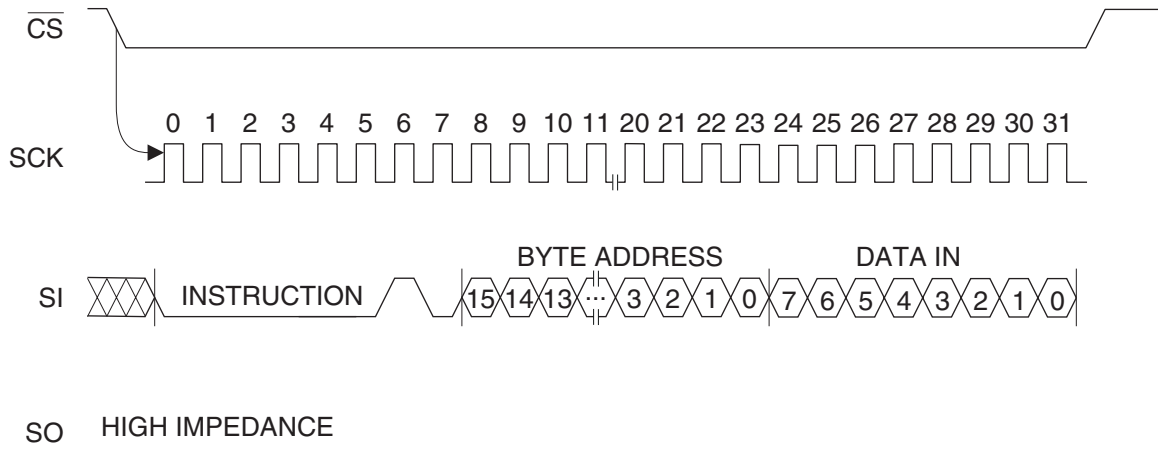 CS
0 1 2 3 4 5 6 7 8 9 10 11 20 21 22 23 24 25 26 27 28 29 30 31
SCK
BYTE ADDRESS DATA IN
SI INSTRUCTION 15 14 13 ... 3 2 1 0 7 6 5 4 3 2 1 0
SO HIGH IMPEDANCE